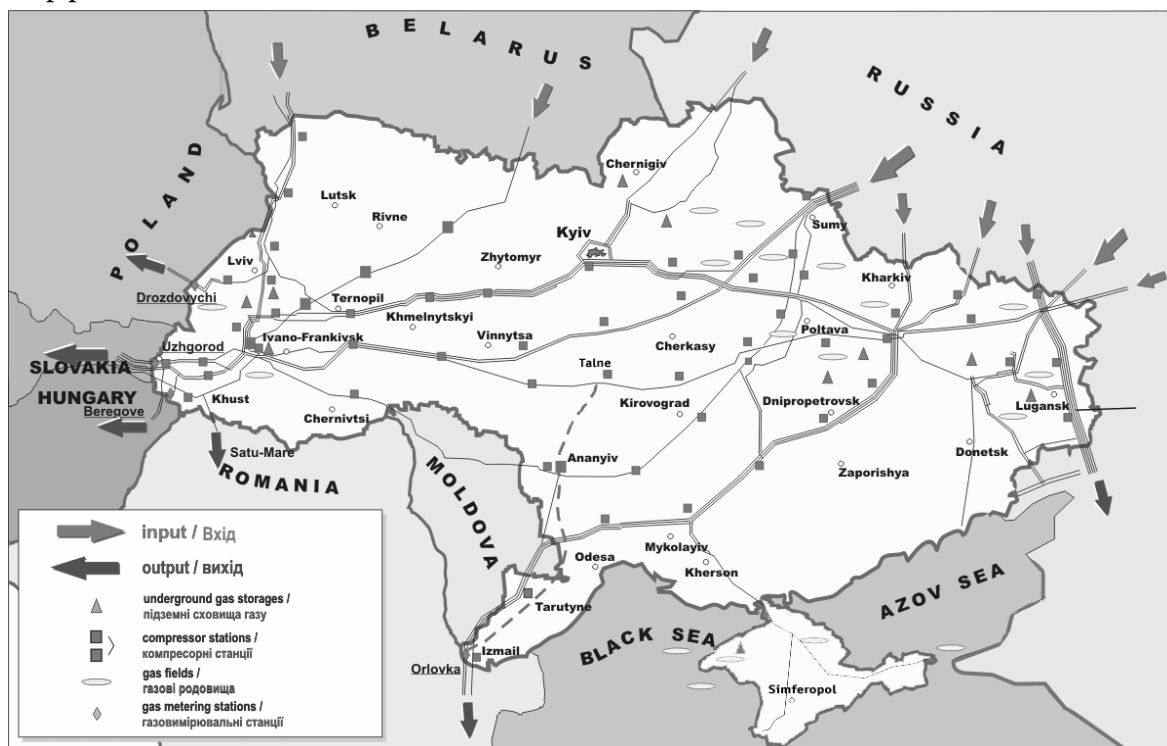 BELARUS
RUSSIA
POLAND
Chernigiv
Lutsk
Rivne
Kyiv
Sumy
Zhytomyr
Lviv
Kharkiv
Drozdovychi
Ternopil
Khmelnytskyi
Poltava
Ivano-Frankivsk
Vinnytsa
Cherkasy
Uzhgorod
SLOVAKIA
Talne
HUNGARY
Khust
Beregove
Chernivtsi
Kirovograd
Dnipropetrovsk
Lugansk
Satu-Mare
Ananyiv
Donetsk
ROMANIA
MOLDOVA
Zaporishya
Mykolayiv
Odesa
Kherson
AZOV SEA
Tarutyne
BLACK SEA
Izmail
Orlovka
Simferopol
input / Вхід
output / вихід
underground gas storages /
підземні сховища газу
compressor stations /
компресорні станції
gas fields /
газові родовища
gas metering stations /
газовимірювальні станції